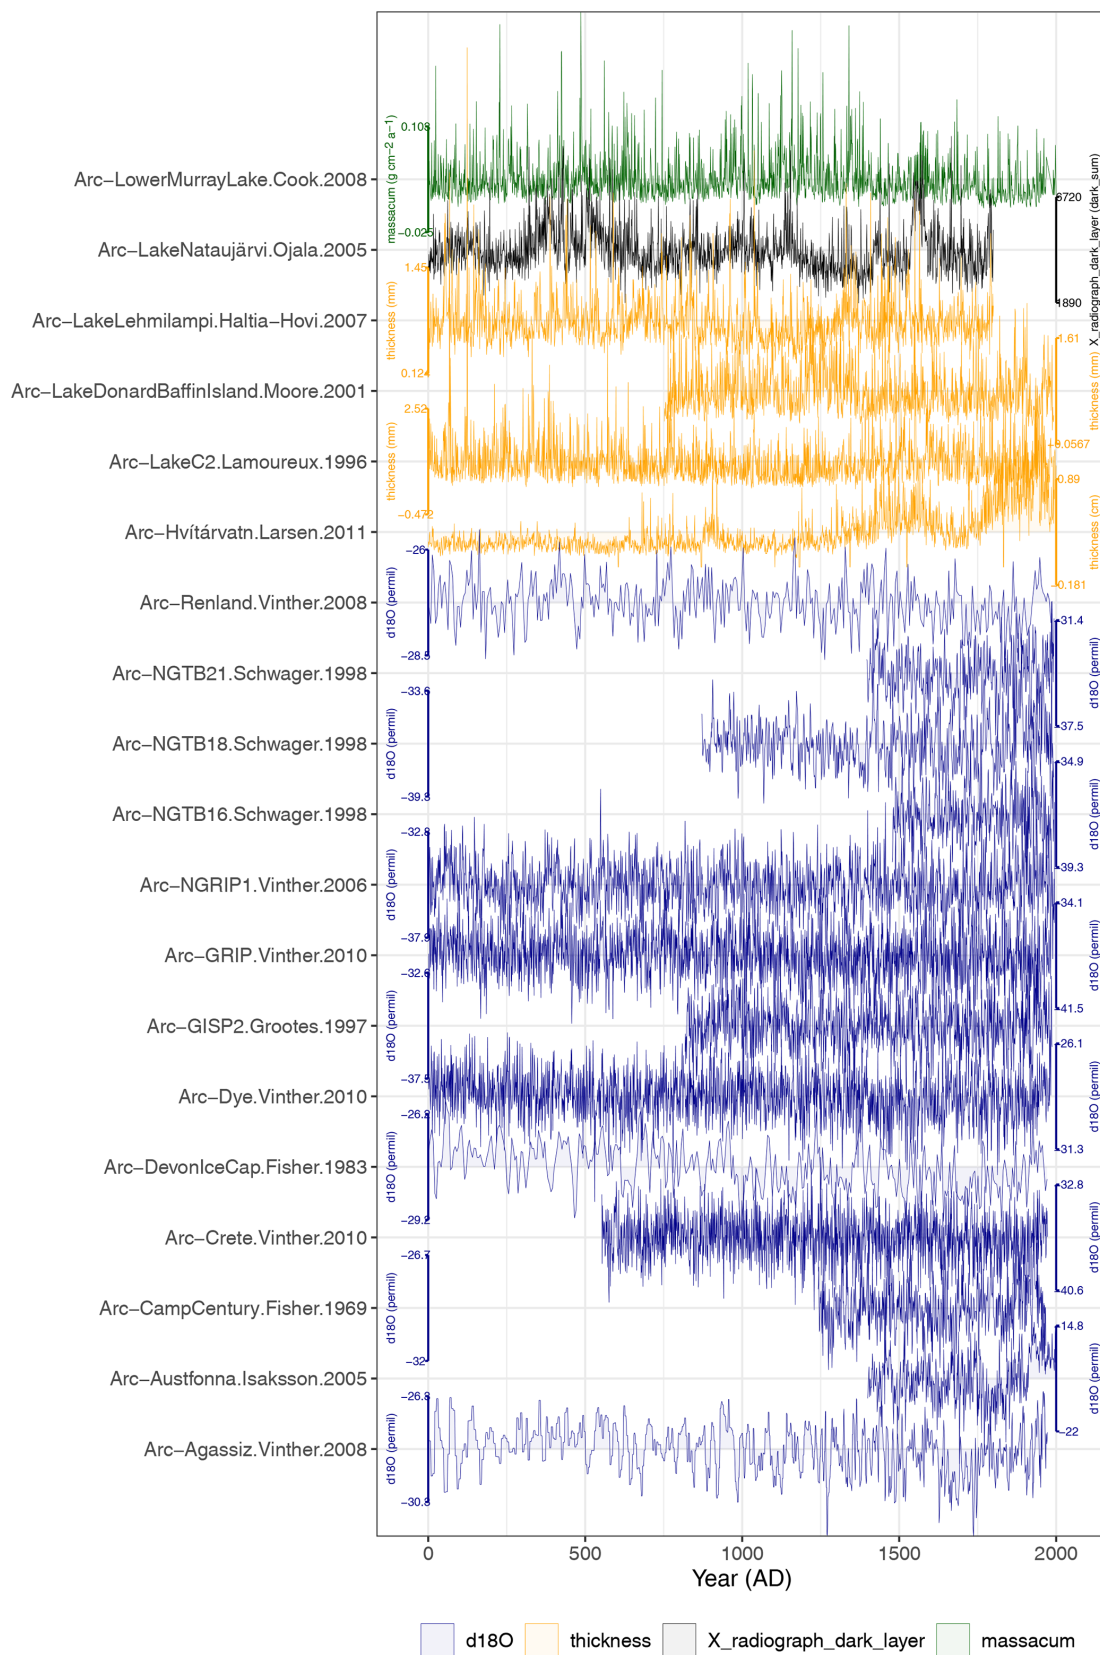 0.108
massacum (g cm−2 a−1)
Arc−LowerMurrayLake.Cook.2008
6720
−0.025
Arc−LakeNataujärvi.Ojala.2005
X_radiograph_dark_layer (dark_sum)
1.45
1890
thickness (mm)
Arc−LakeLehmilampi.Haltia−Hovi.2007
1.61
0.124
thickness (mm)
Arc−LakeDonardBaffinIsland.Moore.2001
2.52
−0.0567
thickness (mm)
Arc−LakeC2.Lamoureux.1996
0.89
−0.472
thickness (cm)
Arc−Hvítárvatn.Larsen.2011
−26
−0.181
d18O (permil)
Arc−Renland.Vinther.2008
−31.4
−28.5
d18O (permil)
Arc−NGTB21.Schwager.1998
−33.6
−37.5
d18O (permil)
Arc−NGTB18.Schwager.1998
−34.9
−39.8
d18O (permil)
Arc−NGTB16.Schwager.1998
−32.8
−39.3
d18O (permil)
Arc−NGRIP1.Vinther.2006
−34.1
−37.9
d18O (permil)
Arc−GRIP.Vinther.2010
−32.6
−41.5
d18O (permil)
Arc−GISP2.Grootes.1997
−26.1
d18O (permil)
Arc−Dye.Vinther.2010
−31.3
d18O (permil)
Arc−DevonIceCap.Fisher.1983
−32.8
−29.2
d18O (permil)
Arc−Crete.Vinther.2010
−26.7
−40.6
d18O (permil)
Arc−CampCentury.Fisher.1969
−14.8
−32
d18O (permil)
Arc−Austfonna.Isaksson.2005
−26.8
−22
d18O (permil)
Arc−Agassiz.Vinther.2008
−30.8
0 500 1000 1500 2000
Year (AD)
d18O thickness X_radiograph_dark_layer massacum